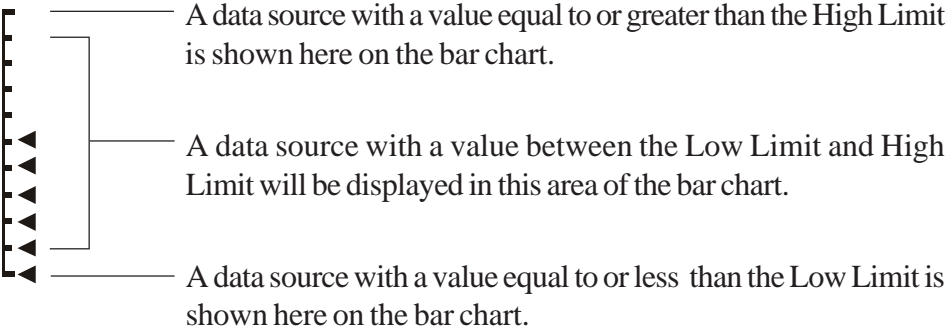 A data source with a value equal to or greater than the High Limit
is shown here on the bar chart.
A data source with a value between the Low Limit and High
Limit will be displayed in this area of the bar chart.
A data source with a value equal to or less than the Low Limit is
shown here on the bar chart.